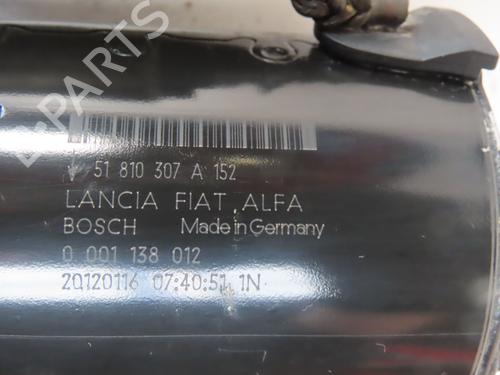 B-PARTS
51 810 307 A 152
LANCIA FIAT ALFA
BOSCH Made in Germany
0 001 138 012
20120116 07:40:51 1N